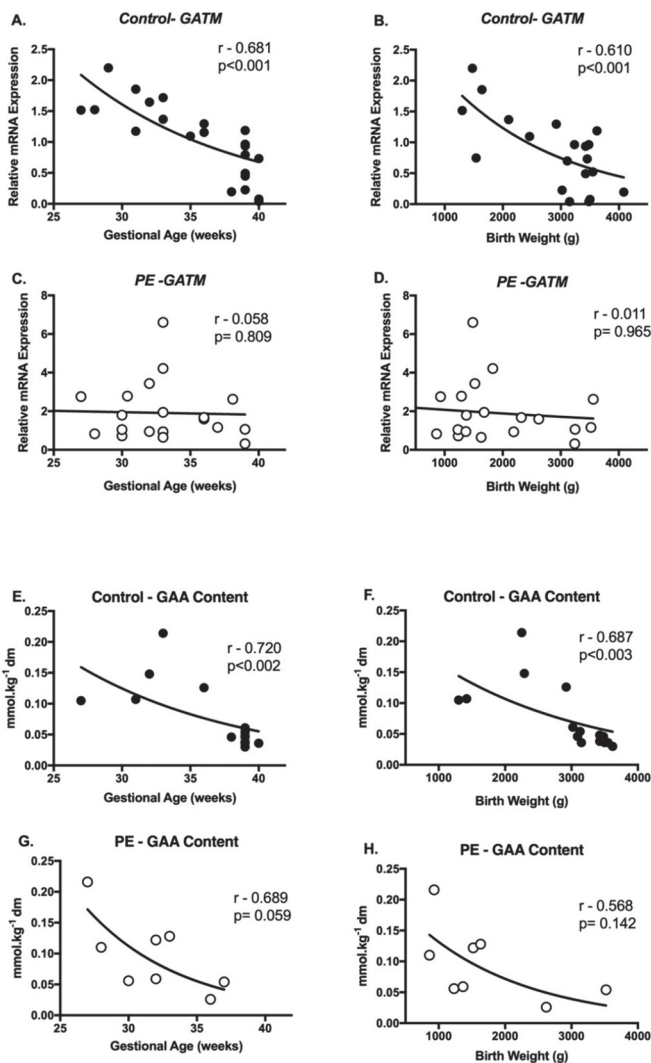 A. Control- GATM
r - 0.681
p<0.001
Relative mRNA Expression
2.5
2.0
1.5
1.0
0.5
0.0
25 30 35 40
Gestional Age (weeks)
B. Control- GATM
r - 0.610
p<0.001
Relative mRNA Expression
2.5
2.0
1.5
1.0
0.5
0.0
1000 2000 3000 4000
Birth Weight (g)
C. PE -GATM
r - 0.058
p= 0.809
Relative mRNA Expression
8
6
4
2
0
25 30 35 40
Gestional Age (weeks)
D. PE -GATM
r - 0.011
p= 0.965
Relative mRNA Expression
8
6
4
2
0
1000 2000 3000 4000
Birth Weight (g)
E. Control - GAA Content
r - 0.720
p<0.002
mmol.kg⁻¹ dm
0.25
0.20
0.15
0.10
0.05
0.00
25 30 35 40
Gestional Age (weeks)
F. Control - GAA Content
r - 0.687
p<0.003
mmol.kg⁻¹ dm
0.25
0.20
0.15
0.10
0.05
0.00
1000 2000 3000 4000
Birth Weight (g)
G. PE - GAA Content
r - 0.689
p= 0.059
mmol.kg⁻¹ dm
0.25
0.20
0.15
0.10
0.05
0.00
25 30 35 40
Gestional Age (weeks)
H. PE - GAA Content
r - 0.568
p= 0.142
mmol.kg⁻¹ dm
0.25
0.20
0.15
0.10
0.05
0.00
1000 2000 3000 4000
Birth Weight (g)